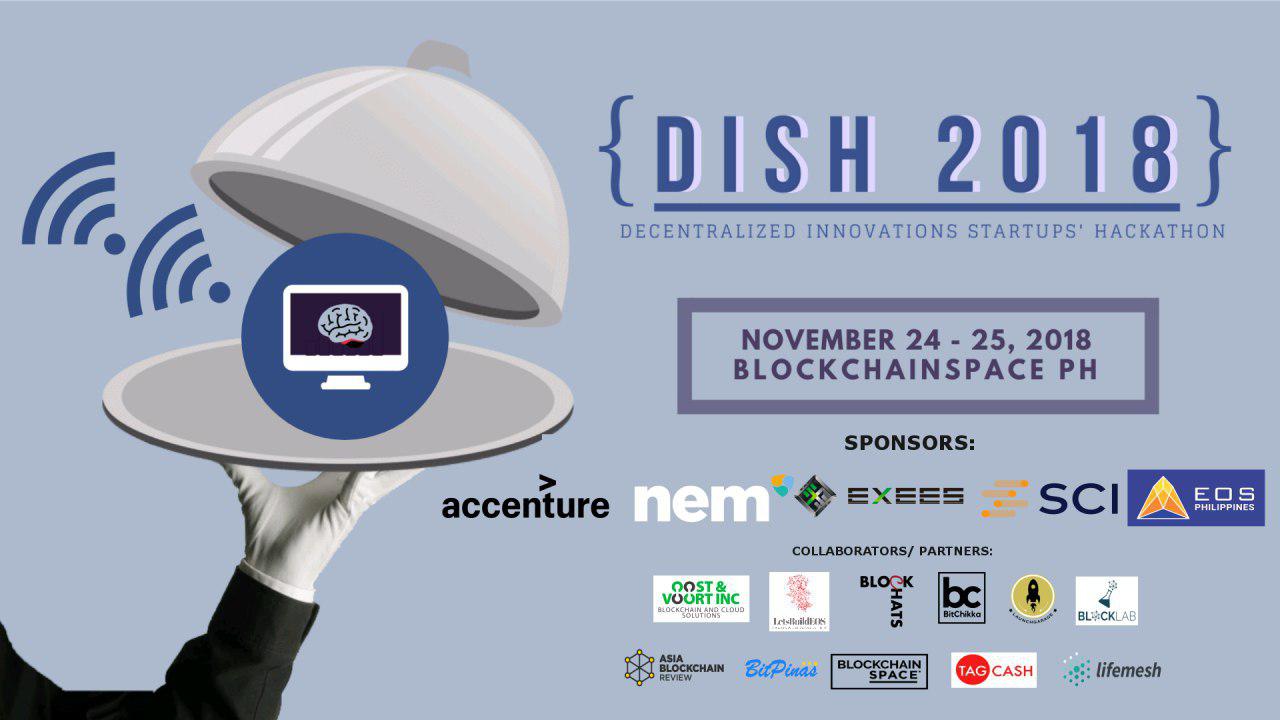 {DISH 2018}
DECENTRALIZED INNOVATIONS STARTUPS' HACKATHON
NOVEMBER 24 - 25, 2018
BLOCKCHAINSPACE PH
SPONSORS:
accenture
nem
EXEES
SCI
EOS
PHILIPPINES
COLLABORATORS/ PARTNERS:
OOST &
VOORT INC
BLOCKCHAIN AND CLOUD
SOLUTIONS
LetsBuildEOS
BLOCK
CHATS
bc
BitChikka
LAUNCHGARAGE
BLOCKLAB
ASIA
BLOCKCHAIN
REVIEW
BitPinas
BLOCKCHAIN
SPACE
TAG CASH
lifemesh